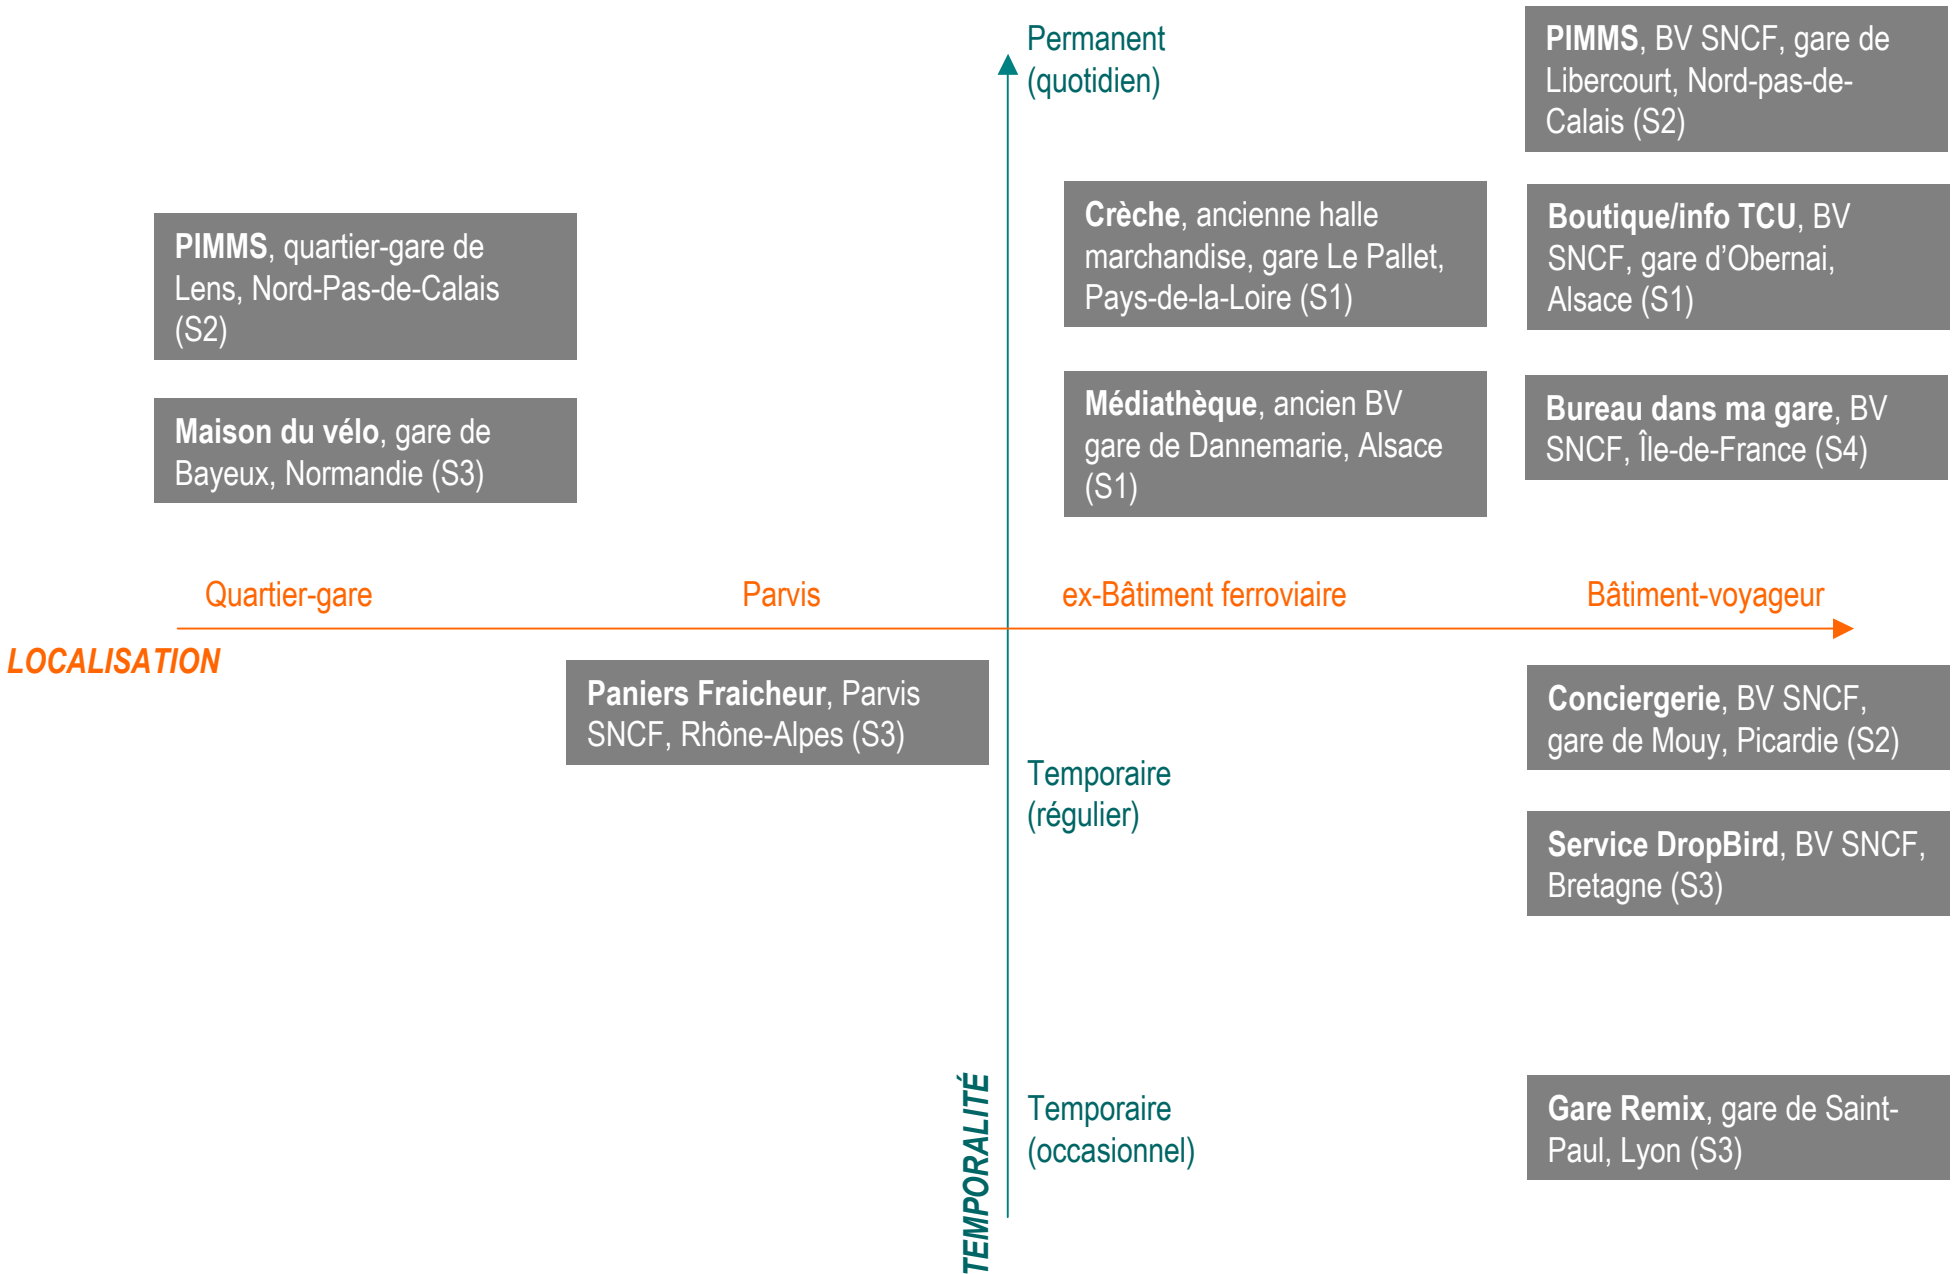 Permanent
(quotidien)
PIMMS, BV SNCF, gare de
Libercourt, Nord-pas-de-
Calais (S2)
PIMMS, quartier-gare de
Lens, Nord-Pas-de-Calais
(S2)
Crèche, ancienne halle
marchandise, gare Le Pallet,
Pays-de-la-Loire (S1)
Boutique/info TCU, BV
SNCF, gare d’Obernai,
Alsace (S1)
Maison du vélo, gare de
Bayeux, Normandie (S3)
Médiathèque, ancien BV
gare de Dannemarie, Alsace
(S1)
Bureau dans ma gare, BV
SNCF, Île-de-France (S4)
Quartier-gare
Parvis
ex-Bâtiment ferroviaire
Bâtiment-voyageur
LOCALISATION
Paniers Fraicheur, Parvis
SNCF, Rhône-Alpes (S3)
Conciergerie, BV SNCF,
gare de Mouy, Picardie (S2)
Temporaire
(régulier)
Service DropBird, BV SNCF,
Bretagne (S3)
TEMPORALITÉ
Temporaire
(occasionnel)
Gare Remix, gare de Saint-
Paul, Lyon (S3)